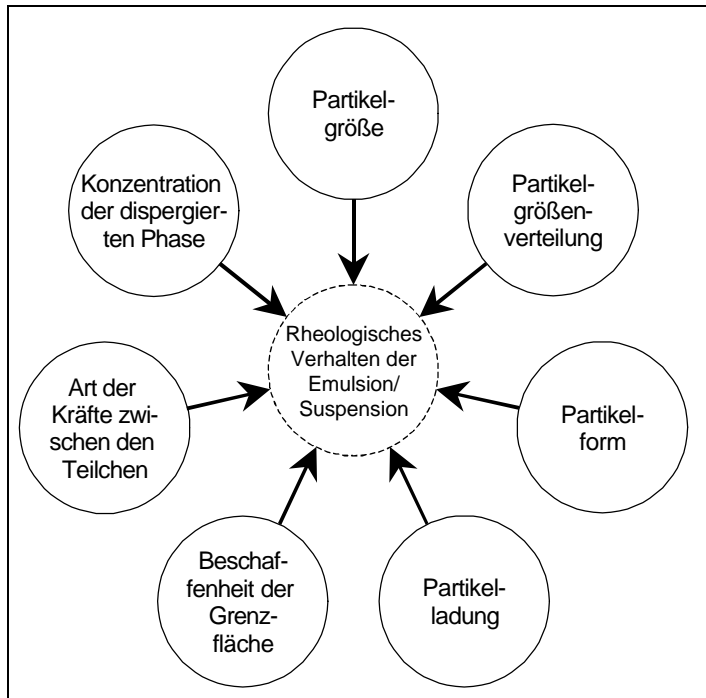 Partikel-
größe
Konzentration
der dispergier-
ten Phase
Partikel-
größen-
verteilung
Rheologisches
Verhalten der
Emulsion/
Suspension
Art der
Kräfte zwi-
schen den
Teilchen
Partikel-
form
Beschaf-
fenheit der
Grenz-
fläche
Partikel-
ladung